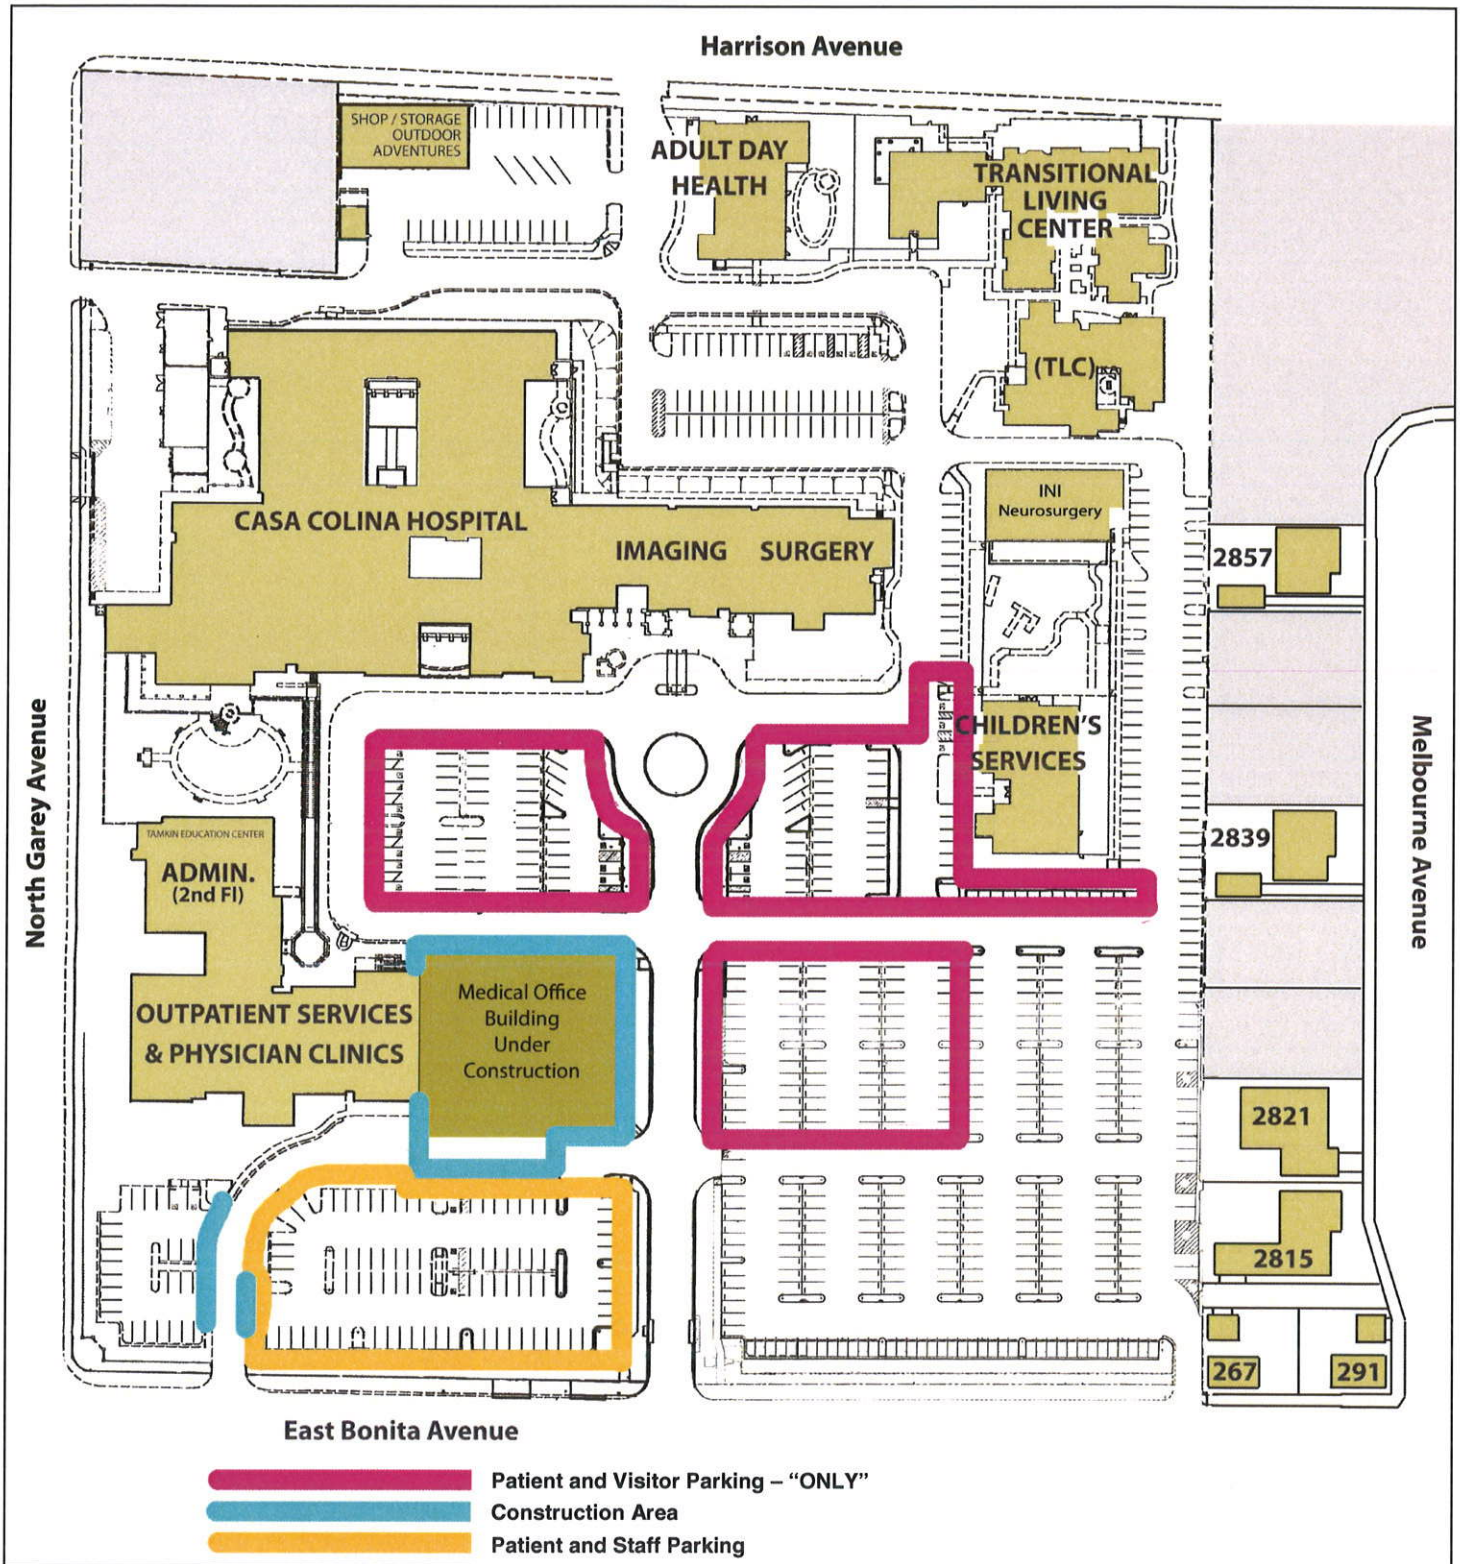 Harrison Avenue
SHOP / STORAGE
OUTDOOR
ADVENTURES
ADULT DAY
HEALTH
TRANSITIONAL
LIVING
CENTER
(TLC)
CASA COLINA HOSPITAL
IMAGING SURGERY
INI
Neurosurgery
2857
North Garey Avenue
CHILDREN'S
SERVICES
Melbourne Avenue
2839
TAMKIN EDUCATION CENTER
ADMIN.
(2nd Fl)
OUTPATIENT SERVICES
& PHYSICIAN CLINICS
Medical Office
Building
Under
Construction
2821
2815
267
291
East Bonita Avenue
Patient and Visitor Parking – “ONLY”
Construction Area
Patient and Staff Parking